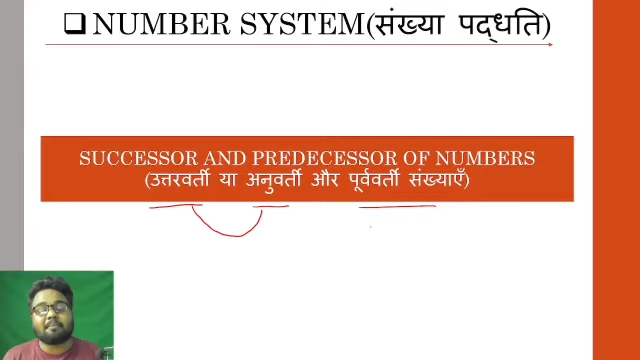 ❑ NUMBER SYSTEM(संख्या पद्धति)
SUCCESSOR AND PREDECESSOR OF NUMBERS
(उत्तरवर्ती या अनुवर्ती और पूर्ववर्ती संख्याएँ)